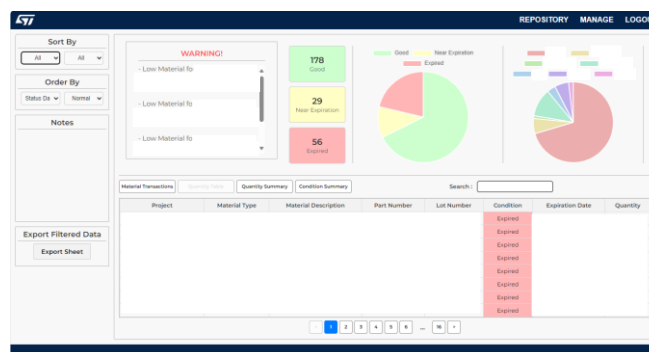 ST
REPOSITORY MANAGE LOGOU
Sort By
All All
Order By
Status Da Normal
Notes
Export Filtered Data
Export Sheet
WARNING!
- Low Material fo
- Low Material fo
- Low Material fo
178
Good
29
Near Expiration
56
Expired
Good Near Expiration
Expired
Material Transactions Quantity Table Quantity Summary Condition Summary Search :
Project Material Type Material Description Part Number Lot Number Condition Expiration Date Quantity
Expired
Expired
Expired
Expired
Expired
Expired
Expired
Expired
‹ 1 2 3 4 5 6 ... 16 ›